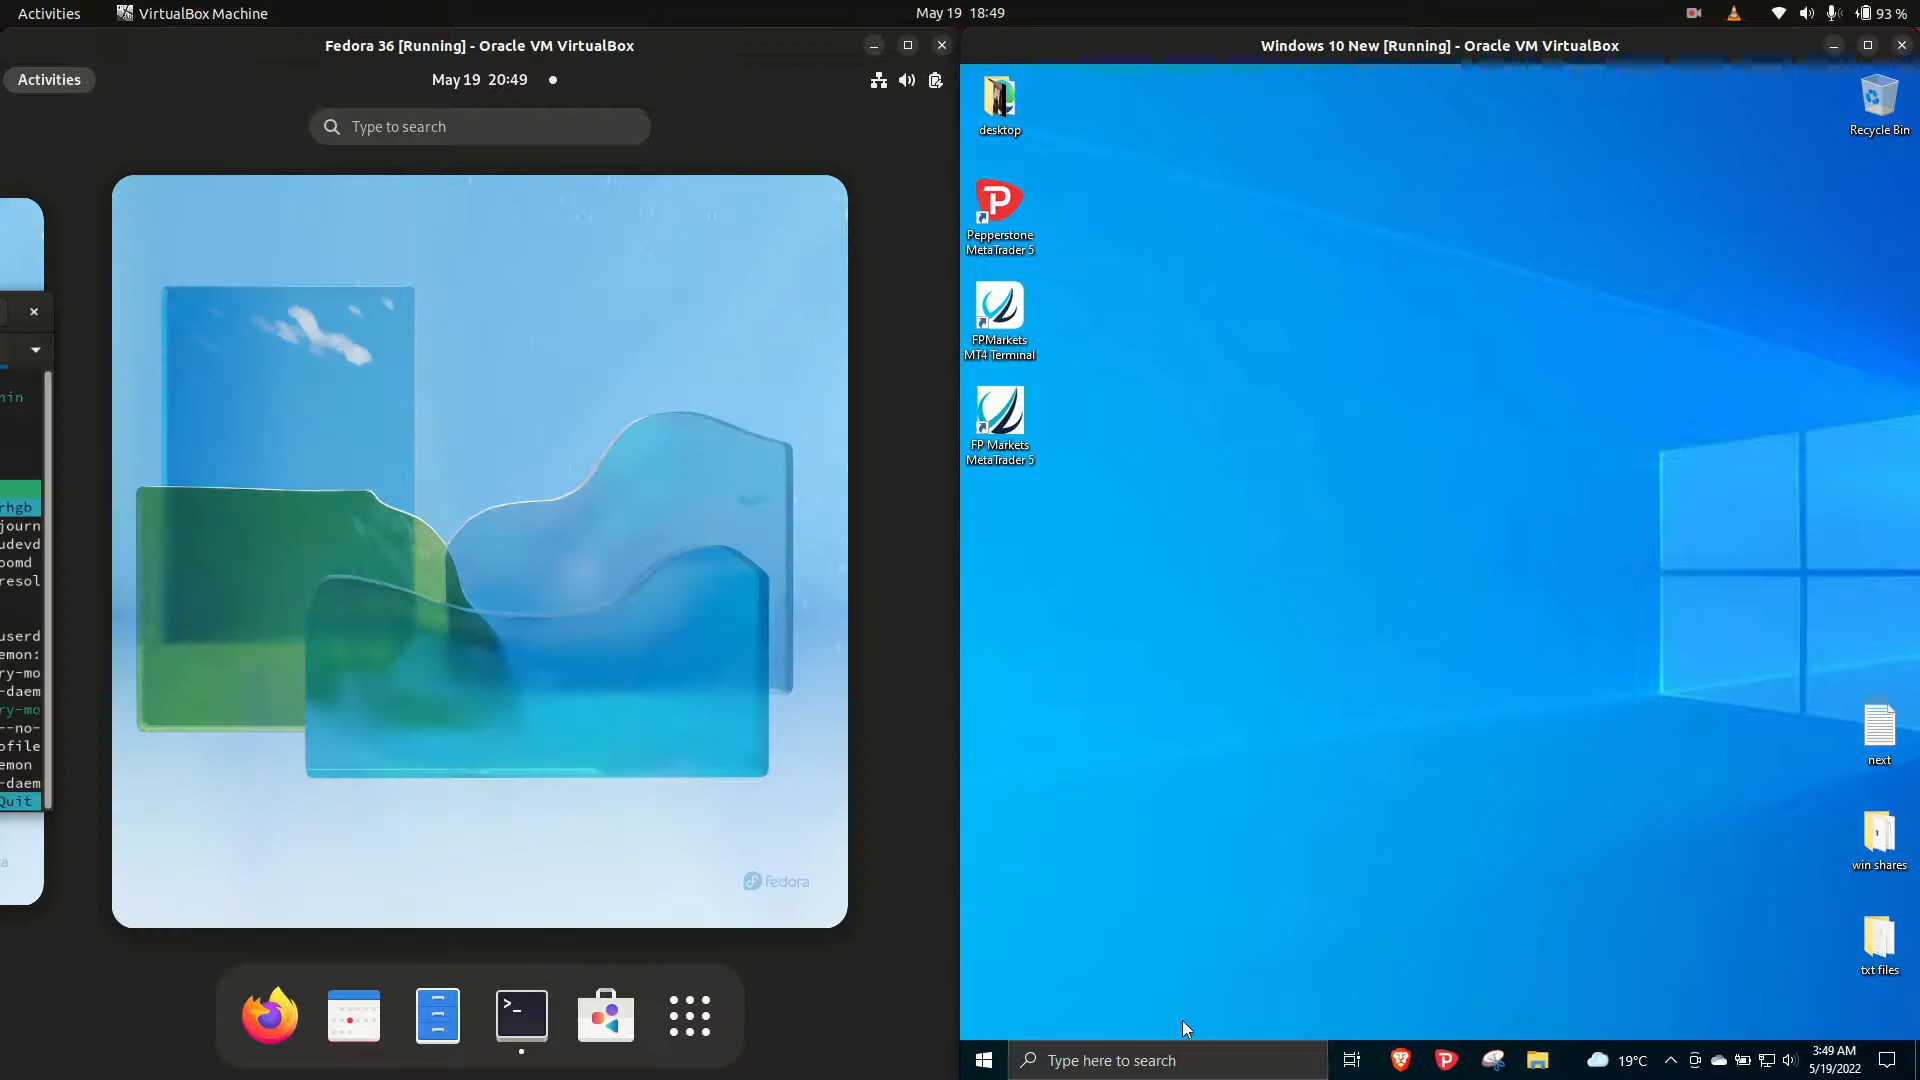 Activities
VirtualBox Machine
May 19 18:49
93 %
Fedora 36 [Running] - Oracle VM VirtualBox
Activities
May 19 20:49
Type to search
in
rhgb
journ
udevd
oomd
resol
userd
emon:
ry-mo
-daem
ry-mo
--no-
ofile
emon
-daem
Quit
a
fedora
Windows 10 New [Running] - Oracle VM VirtualBox
desktop
Recycle Bin
Pepperstone
MetaTrader 5
FPMarkets
MT4 Terminal
FP Markets
MetaTrader 5
next
win shares
txt files
Type here to search
19°C
3:49 AM
5/19/2022